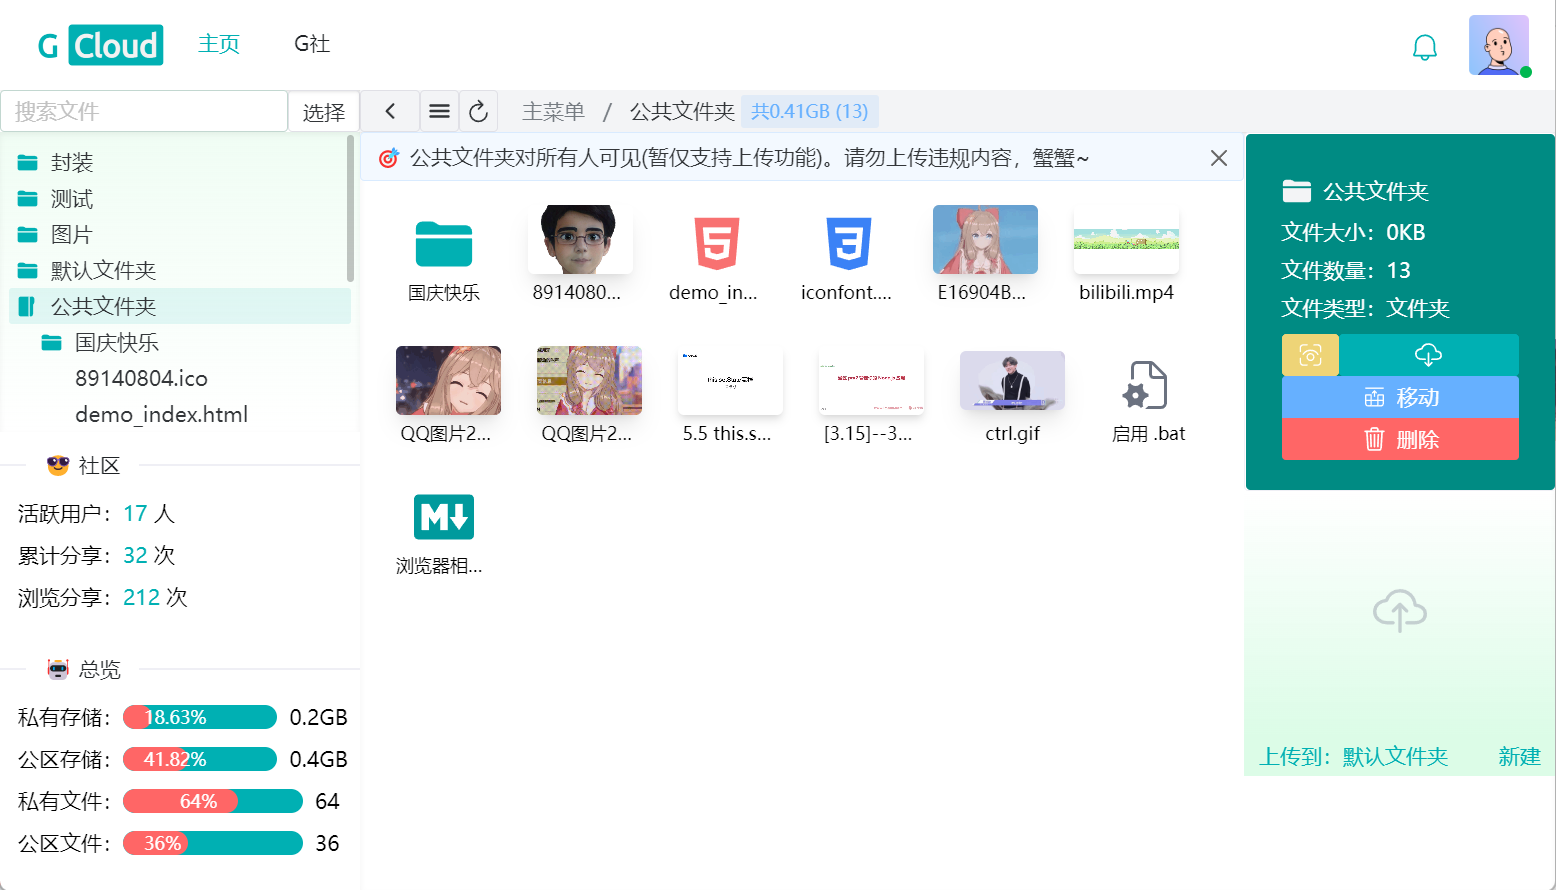 G Cloud
主页
G社
搜索文件
选择
主菜单 / 公共文件夹 共0.41GB (13)
封装
测试
图片
默认文件夹
公共文件夹
国庆快乐
89140804.ico
demo_index.html
社区
活跃用户：17 人
累计分享：32 次
浏览分享：212 次
总览
私有存储：18.63% 0.2GB
公区存储：41.82% 0.4GB
私有文件：64% 64
公区文件：36% 36
公共文件夹对所有人可见(暂仅支持上传功能)。请勿上传违规内容，蟹蟹~
国庆快乐
8914080...
demo_in...
iconfont....
E16904B...
bilibili.mp4
QQ图片2...
QQ图片2...
5.5 this.s...
[3.15]--3...
ctrl.gif
启用 .bat
M
浏览器相...
公共文件夹
文件大小：0KB
文件数量：13
文件类型：文件夹
移动
删除
上传到：默认文件夹
新建